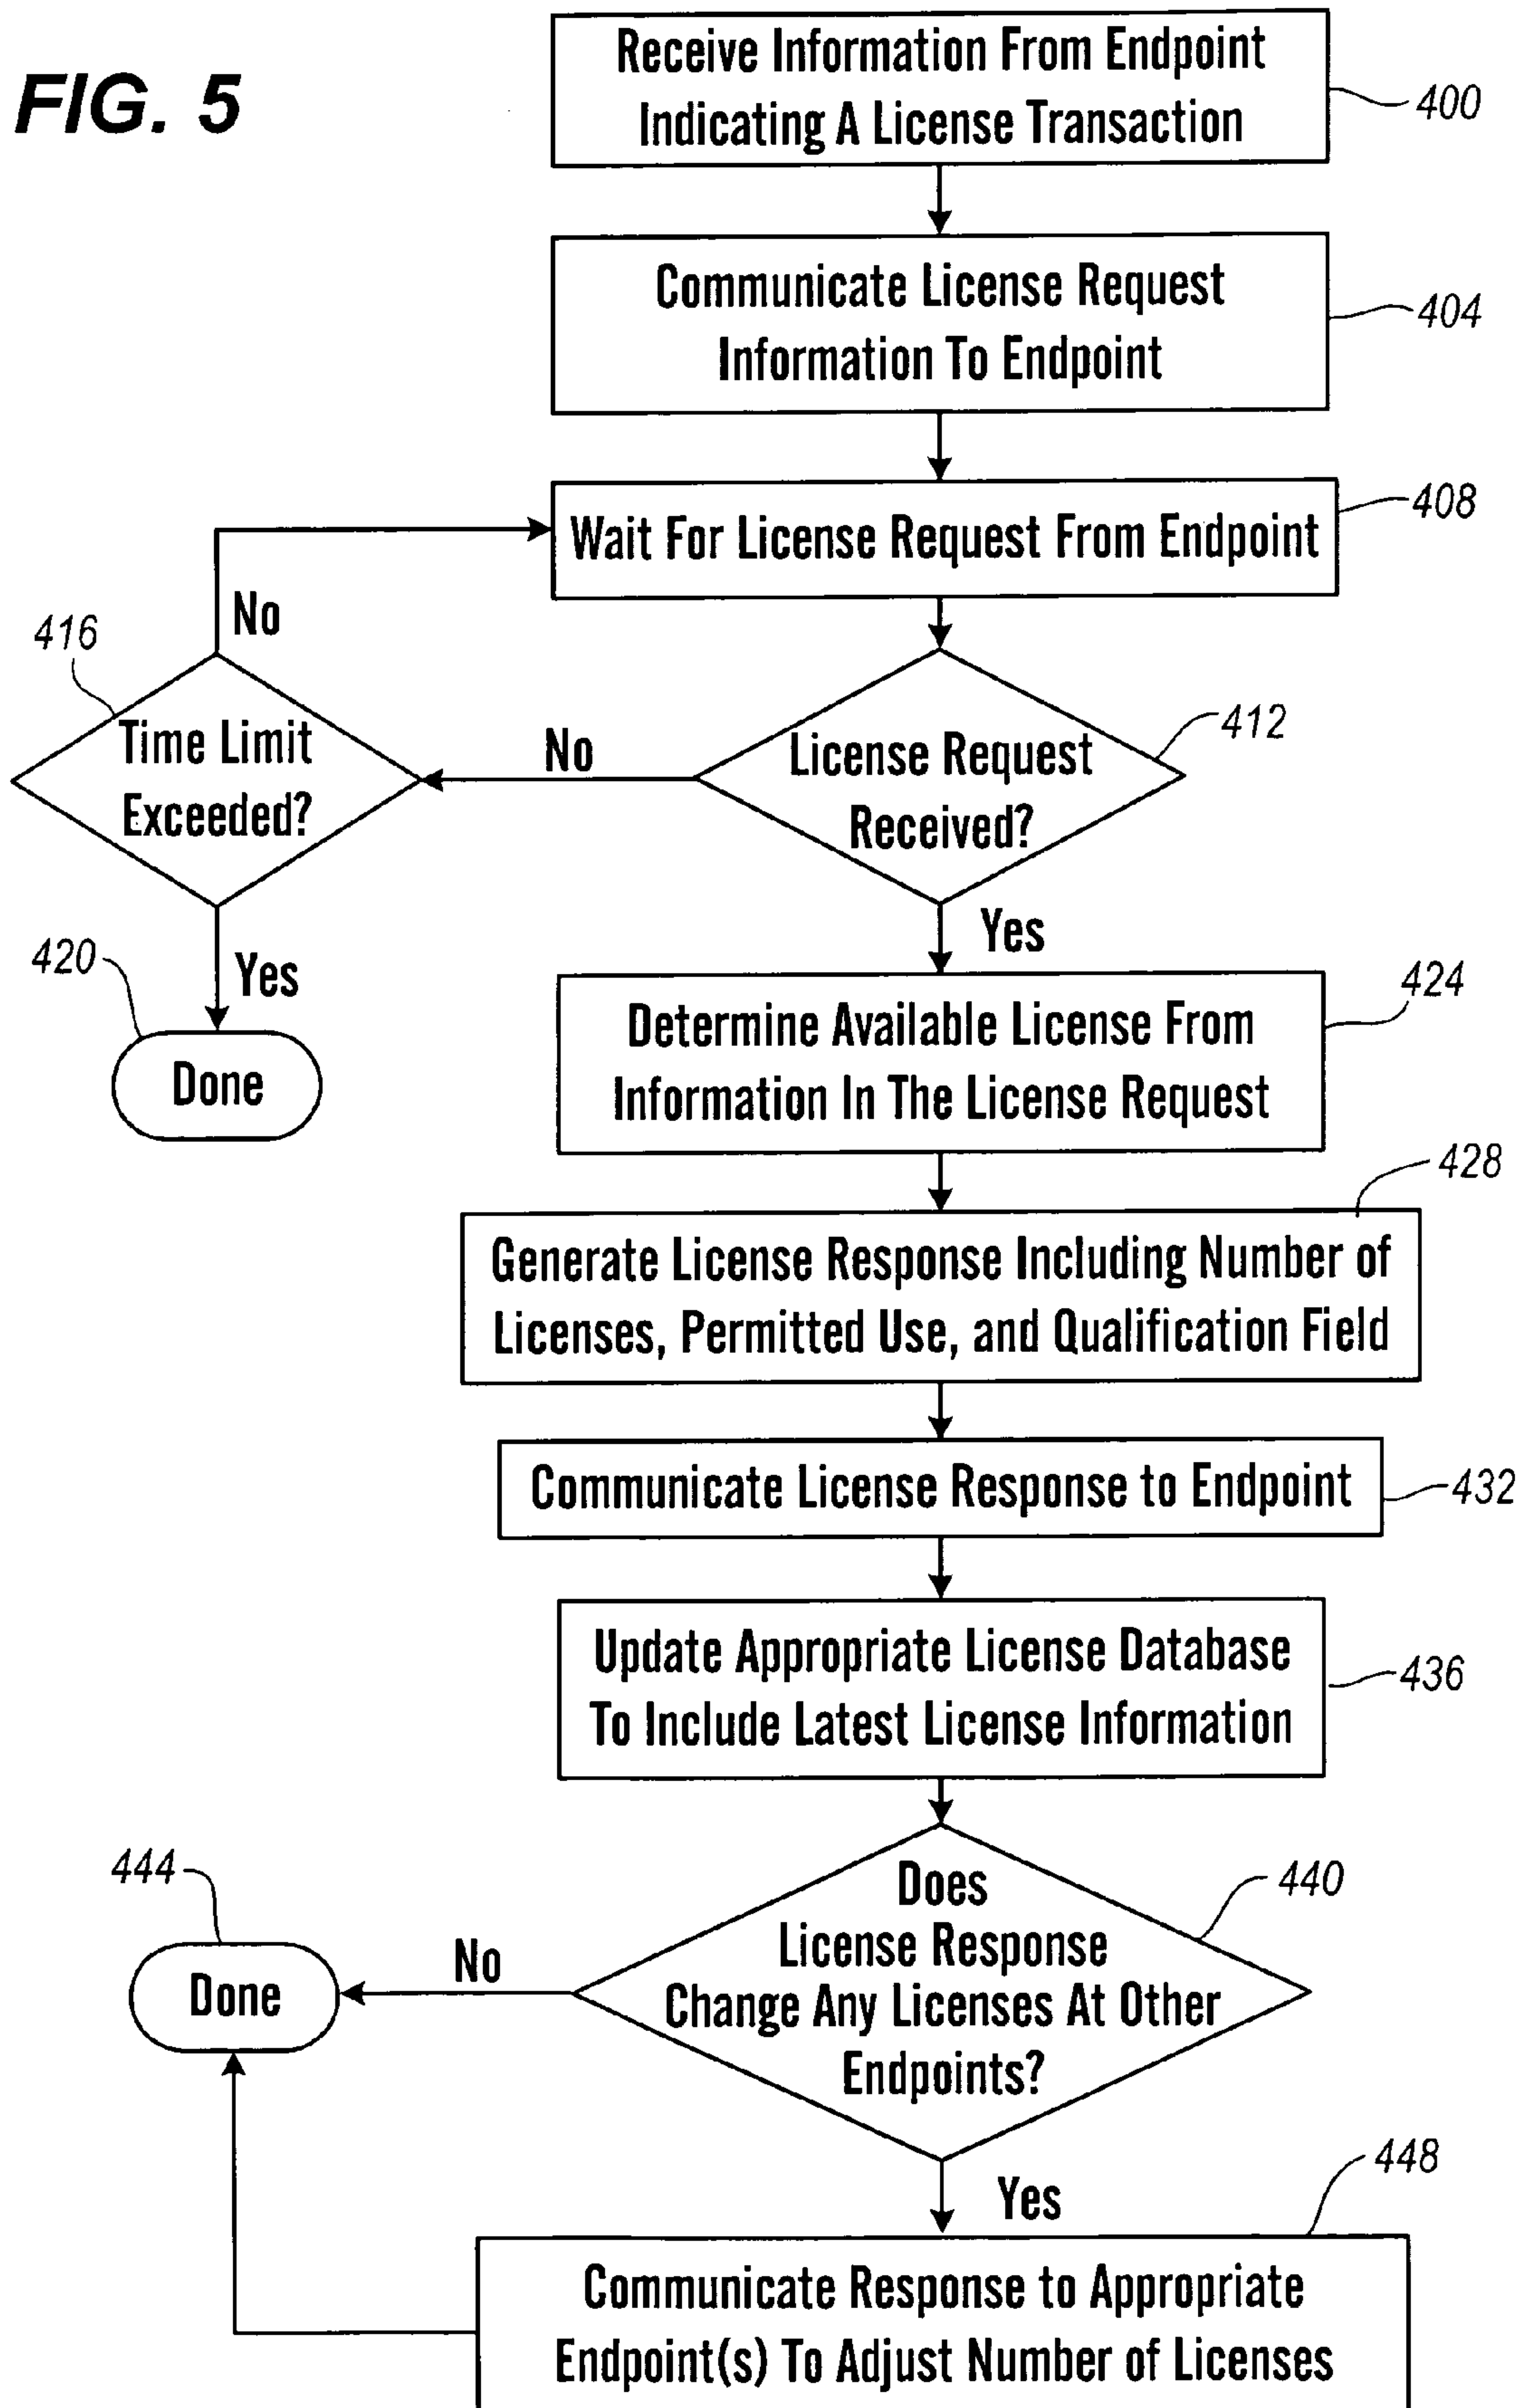 FIG. 5
Receive Information From Endpoint
Indicating A License Transaction
400
Communicate License Request
Information To Endpoint
404
Wait For License Request From Endpoint
408
No
416
Time Limit
Exceeded?
No
License Request
Received?
412
Yes
420
Yes
Done
Determine Available License From
Information In The License Request
424
428
Generate License Response Including Number of
Licenses, Permitted Use, and Qualification Field
Communicate License Response to Endpoint
432
Update Appropriate License Database
To Include Latest License Information
436
444
Done
No
Does
License Response
Change Any Licenses At Other
Endpoints?
440
Yes
448
Communicate Response to Appropriate
Endpoint(s) To Adjust Number of Licenses